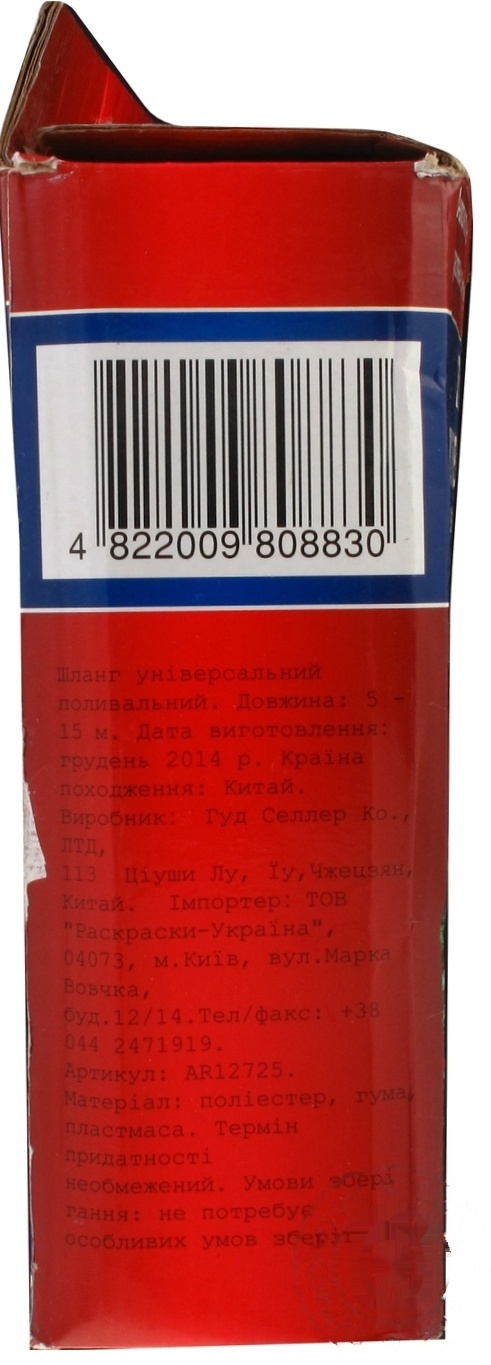 4 822009 808830
Шланг універсальний
поливальний. Довжина: 5 -
15 м. Дата виготовлення:
грудень 2014 р. Країна
походження: Китай.
Виробник: Гуд Селлер Ко.,
ЛТД,
113 Ціуши Лу, Їу,Чжецзян,
Китай. Імпортер: ТОВ
"Раскраски-Україна",
04073, м.Київ, вул.Марка
Вовчка,
буд.12/14.Тел/факс: +38
044 2471919.
Артикул: AR12725.
Матеріал: поліестер, гума,
пластмаса. Термін
придатності
необмежений. Умови збері
гання: не потребує
особливих умов зберіг